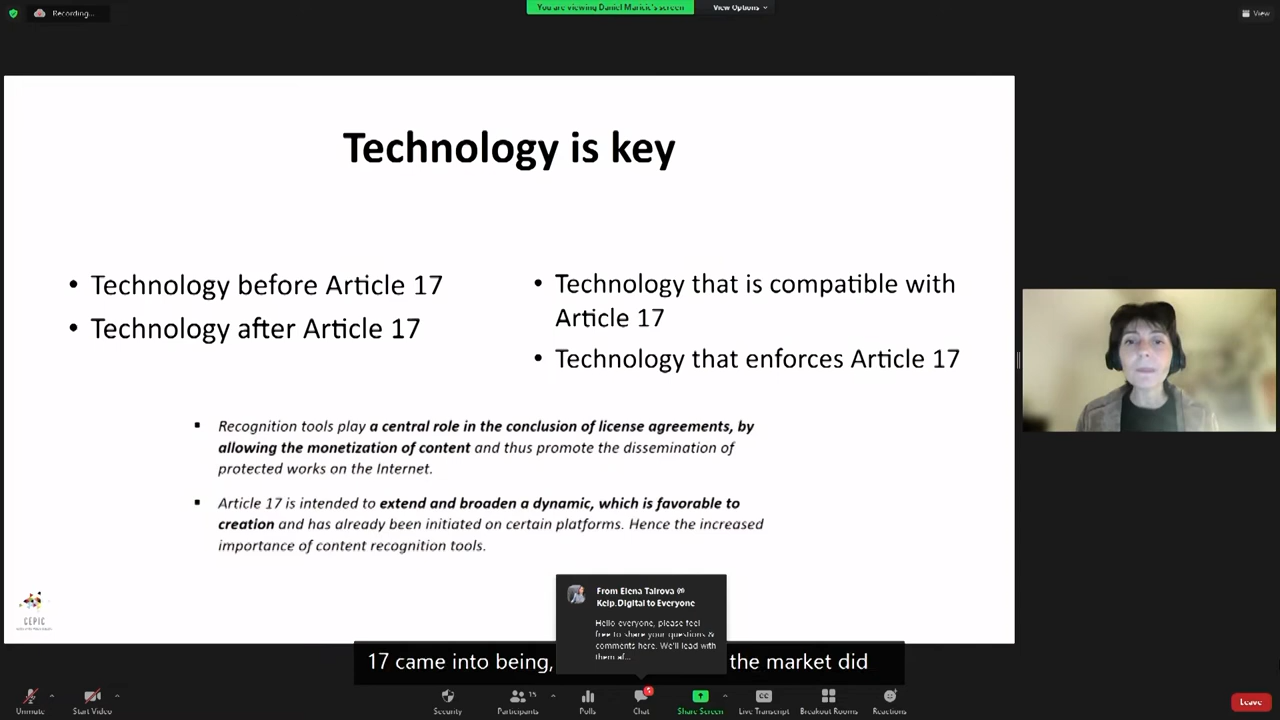 Recording...
You are viewing Daniel Maricic's screen
View Options
View
Technology is key
• Technology before Article 17
• Technology after Article 17
• Technology that is compatible with
Article 17
• Technology that enforces Article 17
▪ Recognition tools play a central role in the conclusion of license agreements, by
allowing the monetization of content and thus promote the dissemination of
protected works on the Internet.
▪ Article 17 is intended to extend and broaden a dynamic, which is favorable to
creation and has already been initiated on certain platforms. Hence the increased
importance of content recognition tools.
CEPIC
From Elena Tairova @
Kelp.Digital to Everyone
Hello everyone, please feel
free to share your questions &
comments here. We'll lead with
them af...
17 came into being, the market did
Unmute
Start Video
Security
Participants
15
Polls
Chat
5
Share Screen
Live Transcript
Breakout Rooms
Reactions
Leave